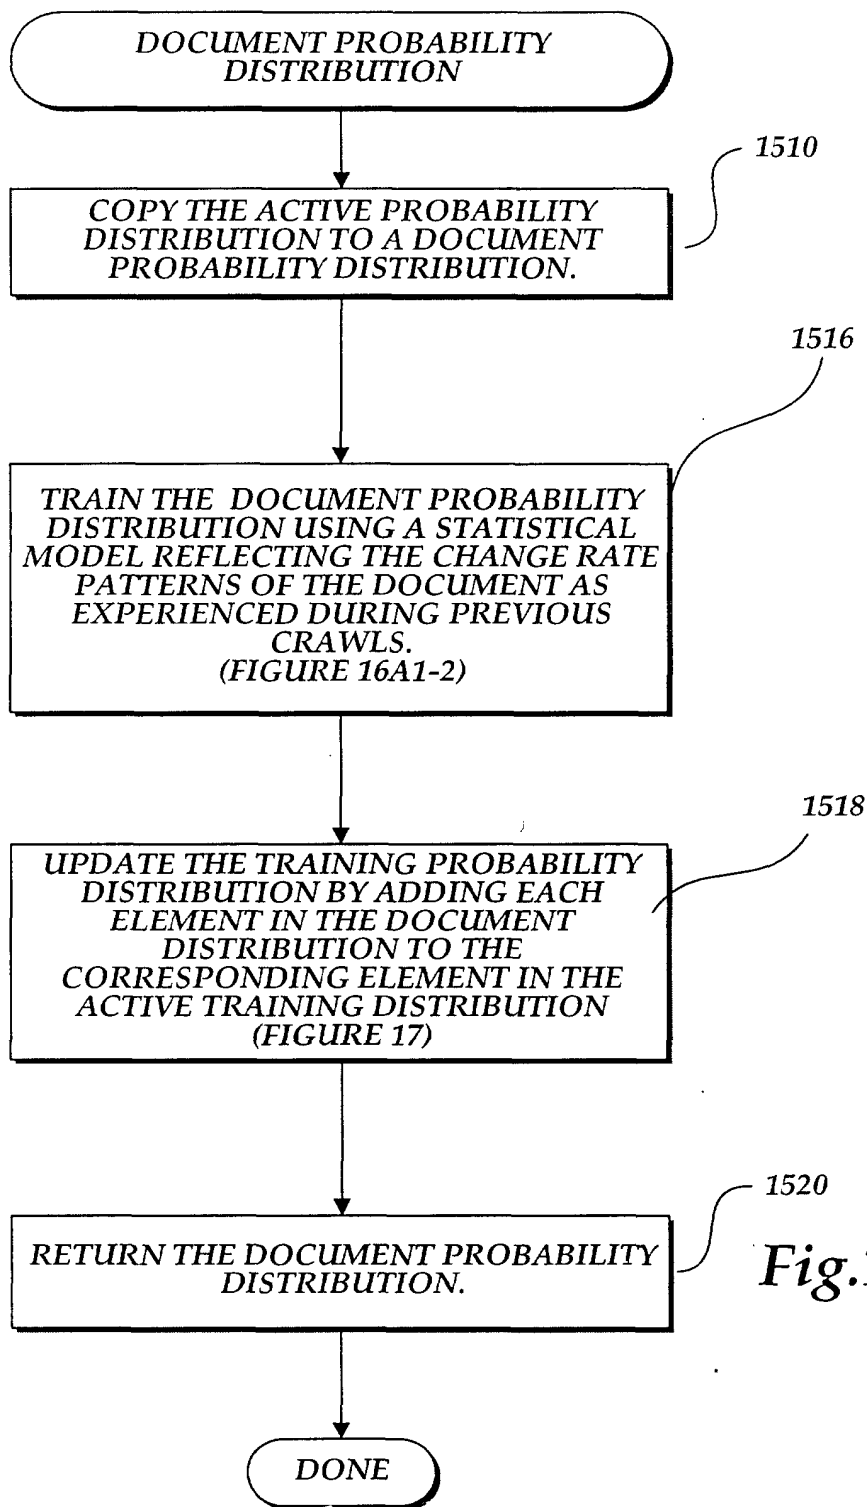 DOCUMENT PROBABILITY
DISTRIBUTION
1510
COPY THE ACTIVE PROBABILITY
DISTRIBUTION TO A DOCUMENT
PROBABILITY DISTRIBUTION.
1516
TRAIN THE DOCUMENT PROBABILITY
DISTRIBUTION USING A STATISTICAL
MODEL REFLECTING THE CHANGE RATE
PATTERNS OF THE DOCUMENT AS
EXPERIENCED DURING PREVIOUS
CRAWLS.
(FIGURE 16A1-2)
1518
UPDATE THE TRAINING PROBABILITY
DISTRIBUTION BY ADDING EACH
ELEMENT IN THE DOCUMENT
DISTRIBUTION TO THE
CORRESPONDING ELEMENT IN THE
ACTIVE TRAINING DISTRIBUTION
(FIGURE 17)
1520
RETURN THE DOCUMENT PROBABILITY
DISTRIBUTION.
Fig.
DONE